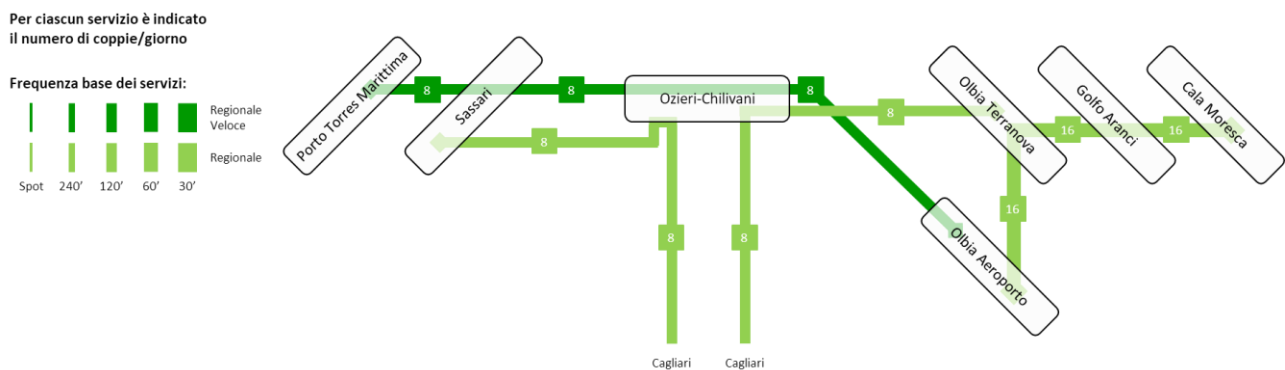 Per ciascun servizio è indicato
il numero di coppie/giorno
Frequenza base dei servizi:
Regionale
Veloce
Regionale
Spot 240' 120' 60' 30'
Porto Torres Marittima
Sassari
Ozieri-Chilivani
Olbia Terranova
Golfo Aranci
Cala Moresca
Olbia Aeroporto
8 8 8
8 8
16 16
16
8 8
Cagliari Cagliari